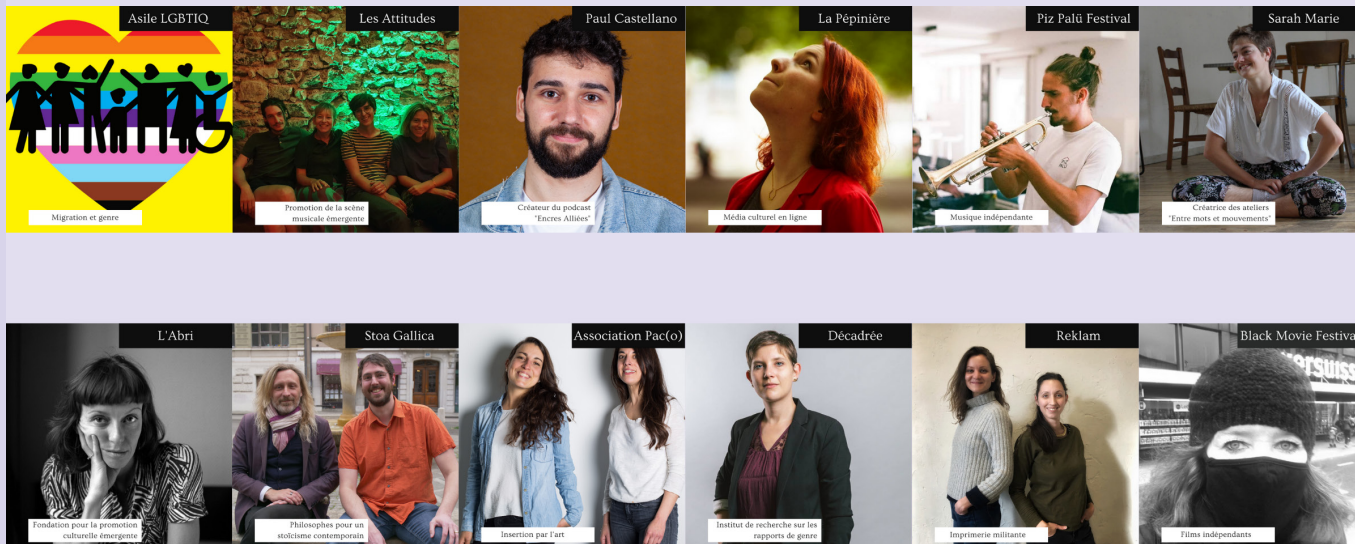 Asile LGBTIQ
Migration et genre
Les Attitudes
Promotion de la scène
musicale émergente
Paul Castellano
Créateur du podcast
"Encres Alliées"
La Pépinière
Média culturel en ligne
Piz Palü Festival
Musique indépendante
Sarah Marie
Créatrice des ateliers
"Entre mots et mouvements"
L'Abri
Fondation pour la promotion
culturelle émergente
Stoa Gallica
Philosophes pour un
stoïcisme contemporain
Association Pac(o)
Insertion par l'art
Décadrée
Institut de recherche sur les
rapports de genre
Reklam
Imprimerie militante
Black Movie Festiva
Films indépendants